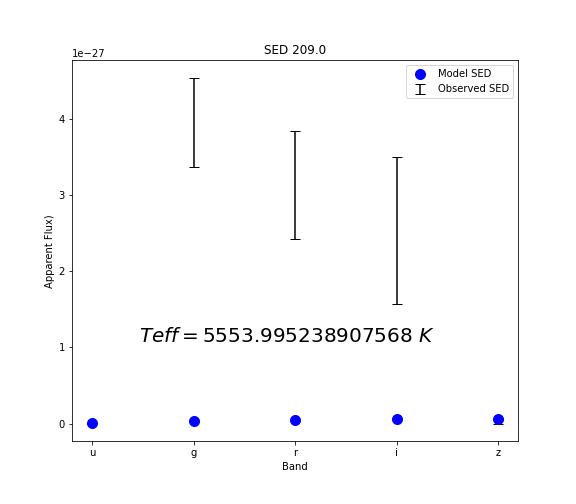 SED 209.0
1e−27
Model SED
Observed SED
4
3
2
1
0
Apparent Flux)
Teff = 5553.995238907568 K
u g r i z
Band